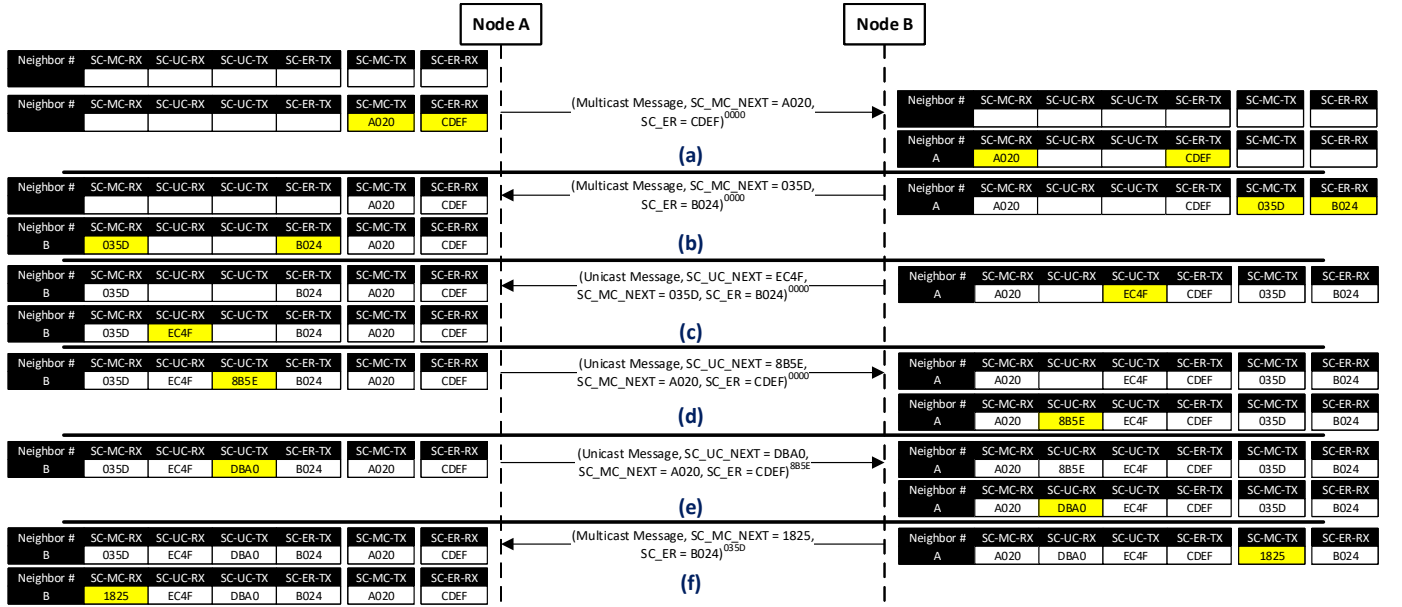 Node A Node B
Neighbor # SC-MC-RX SC-UC-RX SC-UC-TX SC-ER-TX SC-MC-TX SC-ER-RX
Neighbor # SC-MC-RX SC-UC-RX SC-UC-TX SC-ER-TX SC-MC-TX SC-ER-RX
A020 CDEF
(Multicast Message, SC_MC_NEXT = A020,
SC_ER = CDEF)0000
Neighbor # SC-MC-RX SC-UC-RX SC-UC-TX SC-ER-TX SC-MC-TX SC-ER-RX
Neighbor # SC-MC-RX SC-UC-RX SC-UC-TX SC-ER-TX SC-MC-TX SC-ER-RX
A A020 CDEF
(a)
Neighbor # SC-MC-RX SC-UC-RX SC-UC-TX SC-ER-TX SC-MC-TX SC-ER-RX
A020 CDEF
Neighbor # SC-MC-RX SC-UC-RX SC-UC-TX SC-ER-TX SC-MC-TX SC-ER-RX
B 035D B024 A020 CDEF
(Multicast Message, SC_MC_NEXT = 035D,
SC_ER = B024)0000
Neighbor # SC-MC-RX SC-UC-RX SC-UC-TX SC-ER-TX SC-MC-TX SC-ER-RX
A A020 CDEF 035D B024
(b)
Neighbor # SC-MC-RX SC-UC-RX SC-UC-TX SC-ER-TX SC-MC-TX SC-ER-RX
B 035D B024 A020 CDEF
Neighbor # SC-MC-RX SC-UC-RX SC-UC-TX SC-ER-TX SC-MC-TX SC-ER-RX
B 035D EC4F B024 A020 CDEF
(Unicast Message, SC_UC_NEXT = EC4F,
SC_MC_NEXT = 035D, SC_ER = B024)0000
Neighbor # SC-MC-RX SC-UC-RX SC-UC-TX SC-ER-TX SC-MC-TX SC-ER-RX
A A020 EC4F CDEF 035D B024
(c)
Neighbor # SC-MC-RX SC-UC-RX SC-UC-TX SC-ER-TX SC-MC-TX SC-ER-RX
B 035D EC4F 8B5E B024 A020 CDEF
(Unicast Message, SC_UC_NEXT = 8B5E,
SC_MC_NEXT = A020, SC_ER = CDEF)0000
Neighbor # SC-MC-RX SC-UC-RX SC-UC-TX SC-ER-TX SC-MC-TX SC-ER-RX
A A020 EC4F CDEF 035D B024
Neighbor # SC-MC-RX SC-UC-RX SC-UC-TX SC-ER-TX SC-MC-TX SC-ER-RX
A A020 8B5E EC4F CDEF 035D B024
(d)
Neighbor # SC-MC-RX SC-UC-RX SC-UC-TX SC-ER-TX SC-MC-TX SC-ER-RX
B 035D EC4F DBA0 B024 A020 CDEF
(Unicast Message, SC_UC_NEXT = DBA0,
SC_MC_NEXT = A020, SC_ER = CDEF)8B5E
Neighbor # SC-MC-RX SC-UC-RX SC-UC-TX SC-ER-TX SC-MC-TX SC-ER-RX
A A020 8B5E EC4F CDEF 035D B024
Neighbor # SC-MC-RX SC-UC-RX SC-UC-TX SC-ER-TX SC-MC-TX SC-ER-RX
A A020 DBA0 EC4F CDEF 035D B024
(e)
Neighbor # SC-MC-RX SC-UC-RX SC-UC-TX SC-ER-TX SC-MC-TX SC-ER-RX
B 035D EC4F DBA0 B024 A020 CDEF
Neighbor # SC-MC-RX SC-UC-RX SC-UC-TX SC-ER-TX SC-MC-TX SC-ER-RX
B 1825 EC4F DBA0 B024 A020 CDEF
(Multicast Message, SC_MC_NEXT = 1825,
SC_ER = B024)035D
Neighbor # SC-MC-RX SC-UC-RX SC-UC-TX SC-ER-TX SC-MC-TX SC-ER-RX
A A020 DBA0 EC4F CDEF 1825 B024
(f)